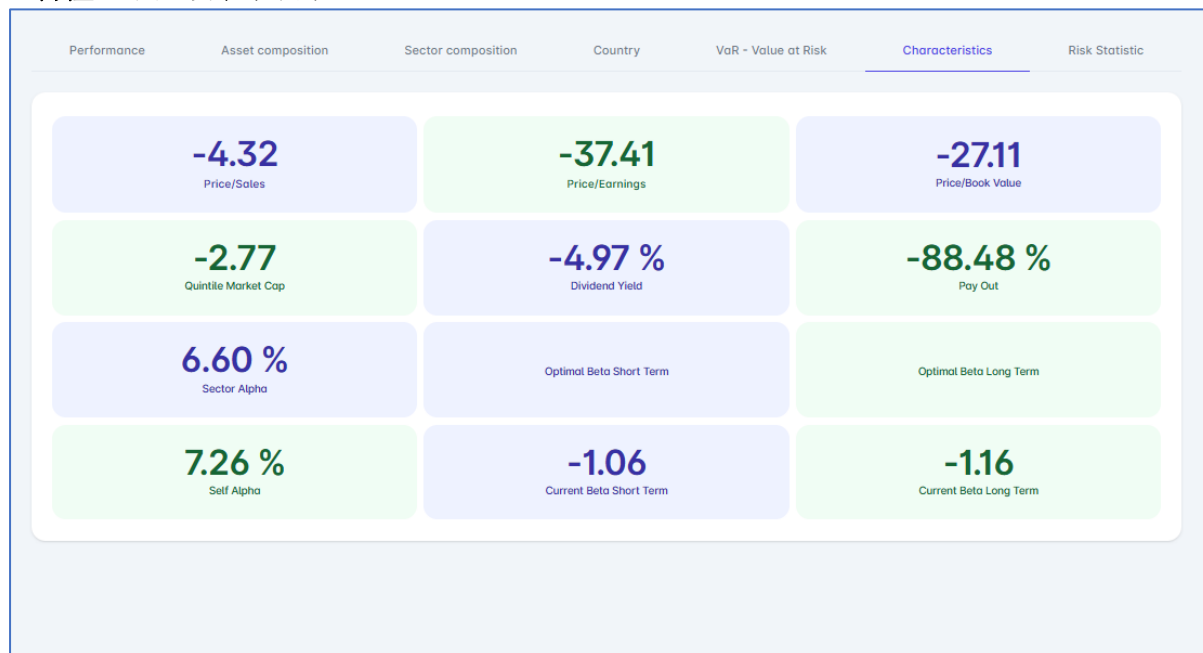 Performance Asset composition Sector composition Country VaR - Value at Risk Characteristics Risk Statistic
-4.32 -37.41 -27.11
Price/Sales Price/Earnings Price/Book Value
-2.77 -4.97 % -88.48 %
Quintile Market Cap Dividend Yield Pay Out
6.60 %
Sector Alpha Optimal Beta Short Term Optimal Beta Long Term
7.26 % -1.06 -1.16
Self Alpha Current Beta Short Term Current Beta Long Term